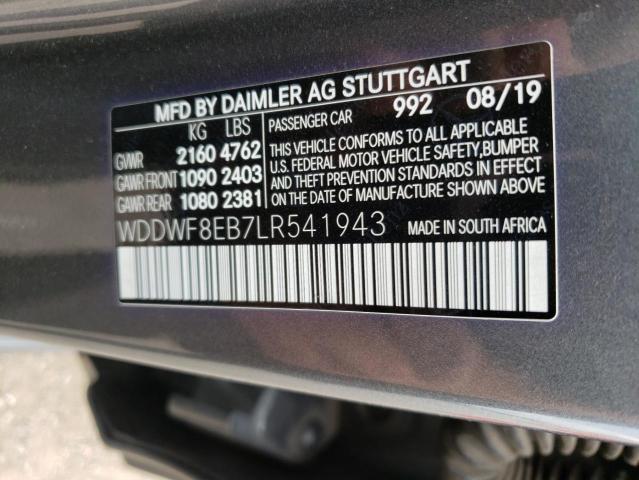 MFD BY DAIMLER AG STUTTGART
KG LBS
GVWR 2160 4762
GAWR FRONT 1090 2403
GAWR REAR 1080 2381
PASSENGER CAR 992 08/19
THIS VEHICLE CONFORMS TO ALL APPLICABLE
U.S. FEDERAL MOTOR VEHICLE SAFETY, BUMPER
AND THEFT PREVENTION STANDARDS IN EFFECT
ON THE DATE OF MANUFACTURE SHOWN ABOVE.
WDDWF8EB7LR541943 MADE IN SOUTH AFRICA